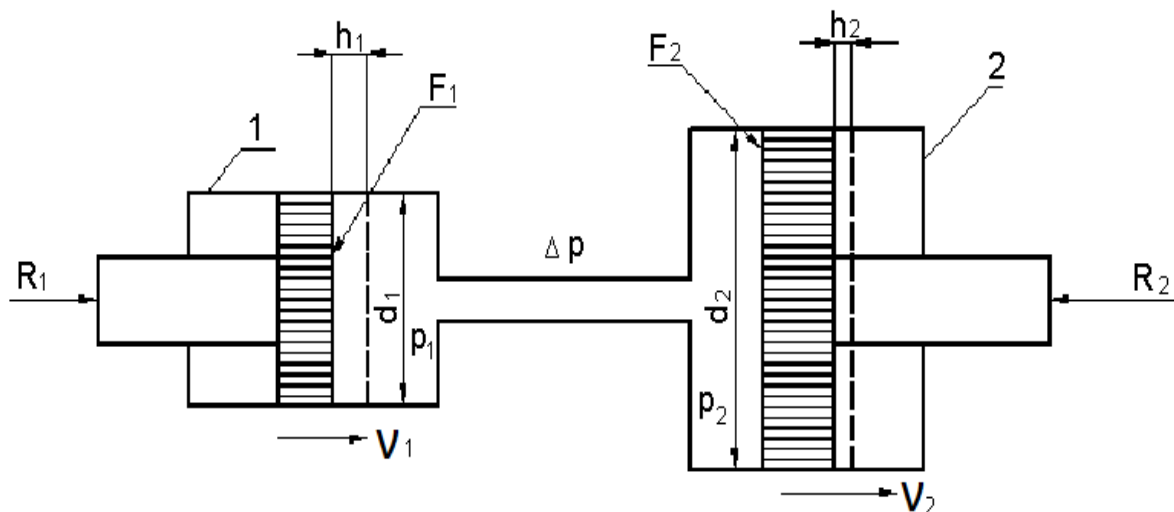 h₁
h₂
F₂
2
F₁
1
Δp
R₁
d₁
p₁
d₂
R₂
p₂
V₁
V₂